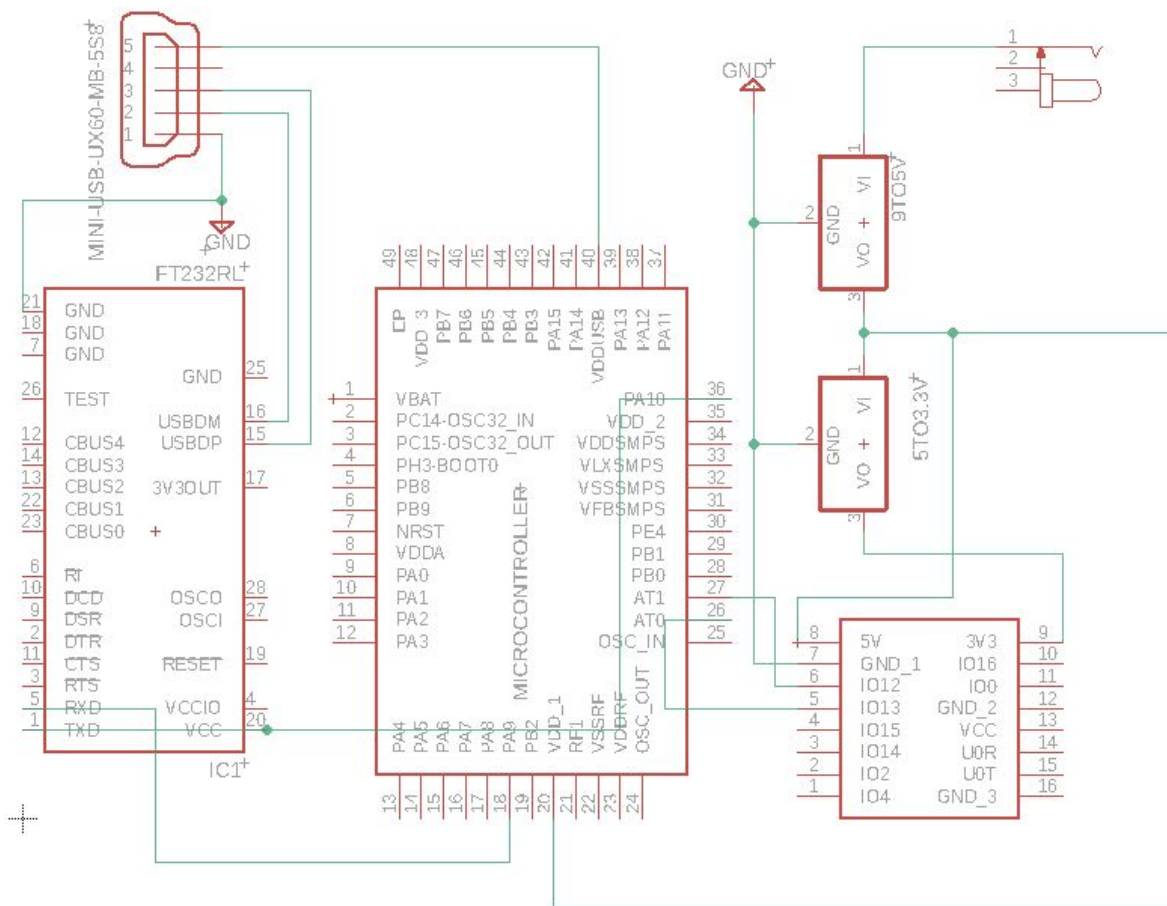 MINI-USB-UX60-MB-5S8
5
4
3
2
1
GND
FT232RL
21 GND
18 GND
7 GND
GND 25
26 TEST
USBDM 16
USBDP 15
12 CBUS4
14 CBUS3
13 CBUS2
22 CBUS1
23 CBUS0
3V3OUT 17
6 RI
10 DCD
9 DSR
2 DTR
11 CTS
3 RTS
5 RXD
1 TXD
OSCO 28
OSCI 27
RESET 19
VCCIO 4
VCC 20
IC1
49 EP
48 VDD_3
47 PB7
46 PB6
45 PB5
44 PB4
43 PB3
42 PA15
41 PA14
40 VDDUSB
39 PA13
38 PA12
37 PA11
1 VBAT
2 PC14-OSC32_IN
3 PC15-OSC32_OUT
4 PH3-BOOT0
5 PB8
6 PB9
7 NRST
8 VDDA
9 PA0
10 PA1
11 PA2
12 PA3
MICROCONTROLLER
PA10 36
VDD_2 35
VDDSMPS 34
VLXSMPS 33
VSSSMPS 32
VFBSMPS 31
PE4 30
PB1 29
PB0 28
AT1 27
AT0 26
OSC_IN 25
PA4 13
PA5 14
PA6 15
PA7 16
PA8 17
PA9 18
PB2 19
VDD_1 20
RF1 21
VSSRF 22
VDDRF 23
OSC_OUT 24
GND
1
2
3
1 VI
2 GND
VO 3
9TO5V
1 VI
2 GND
VO 3
5TO3.3V
8 5V
7 GND_1
6 IO12
5 IO13
4 IO15
3 IO14
2 IO2
1 IO4
3V3 9
IO16 10
IO0 11
GND_2 12
VCC 13
U0R 14
U0T 15
GND_3 16